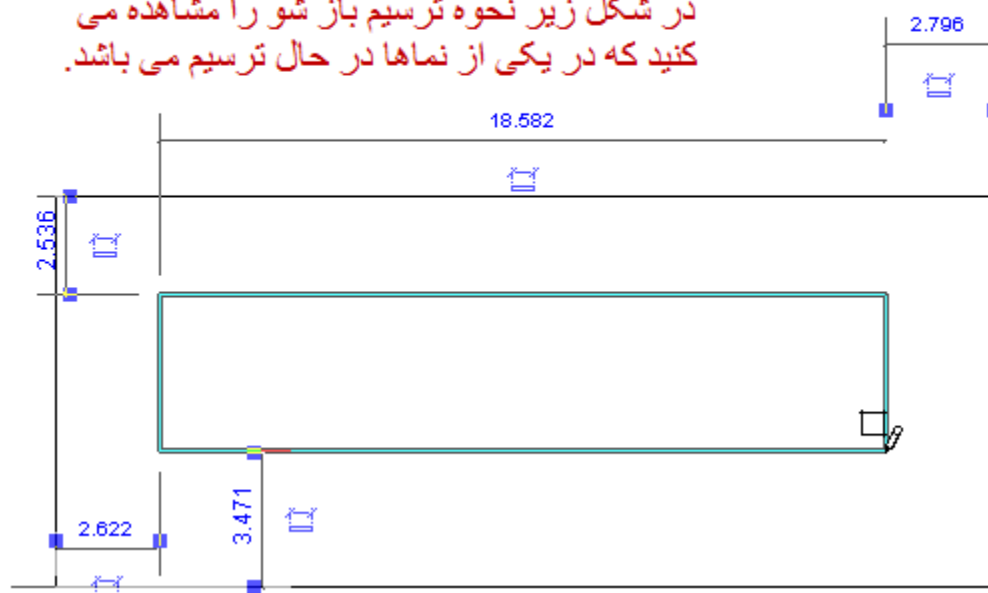 در شکل زیر نحوه ترسیم باز شو را مشاهده می
کنید که در یکی از نماها در حال ترسیم می باشد.
2.796
18.582
2.536
2.622
3.471